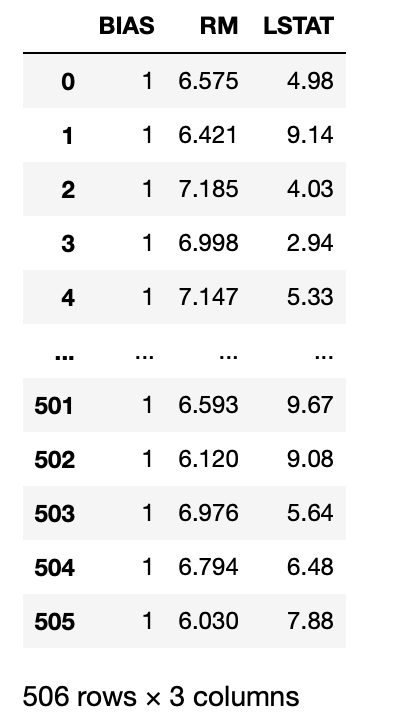 BIAS RM LSTAT
0 1 6.575 4.98
1 1 6.421 9.14
2 1 7.185 4.03
3 1 6.998 2.94
4 1 7.147 5.33
... ... ... ...
501 1 6.593 9.67
502 1 6.120 9.08
503 1 6.976 5.64
504 1 6.794 6.48
505 1 6.030 7.88
506 rows × 3 columns